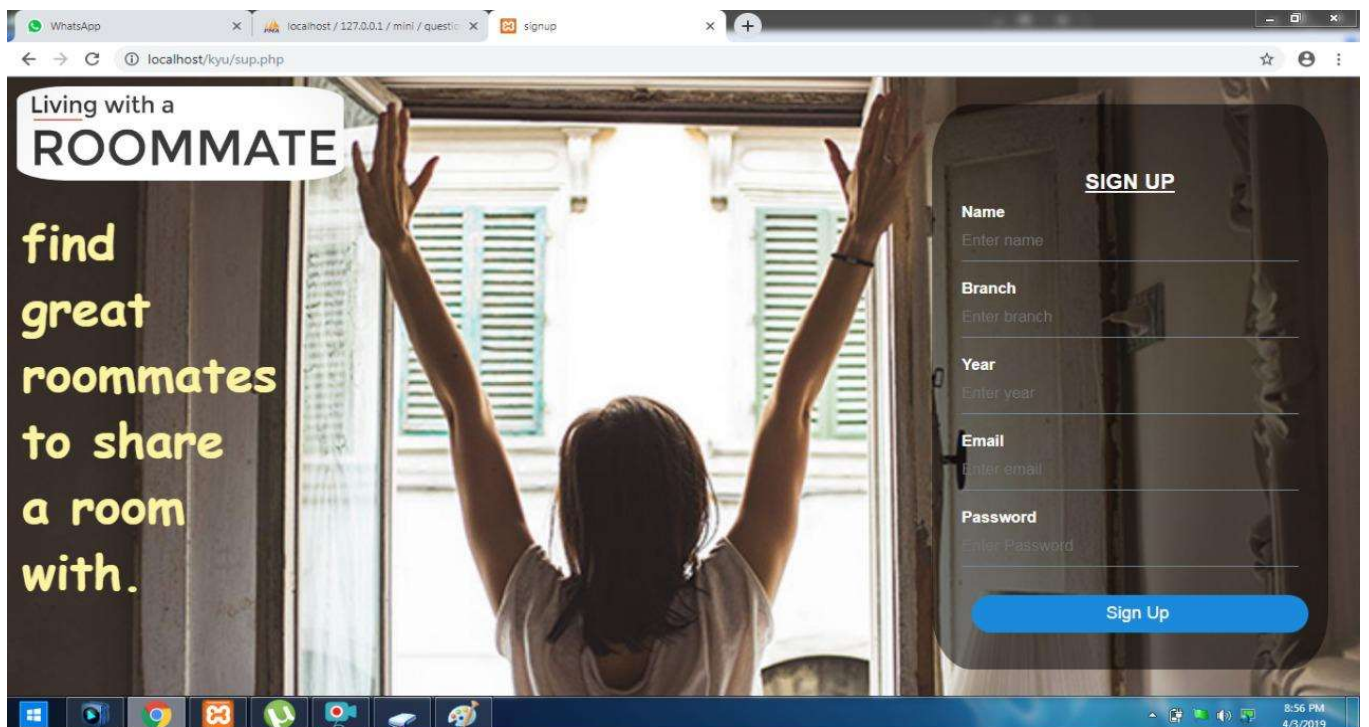 WhatsApp
localhost / 127.0.0.1 / mini / questio
signup
localhost/kyu/sup.php
Living with a
ROOMMATE
find
great
roommates
to share
a room
with.
SIGN UP
Name
Enter name
Branch
Enter branch
Year
Enter year
Email
Enter email
Password
Enter Password
Sign Up
8:56 PM
4/3/2019